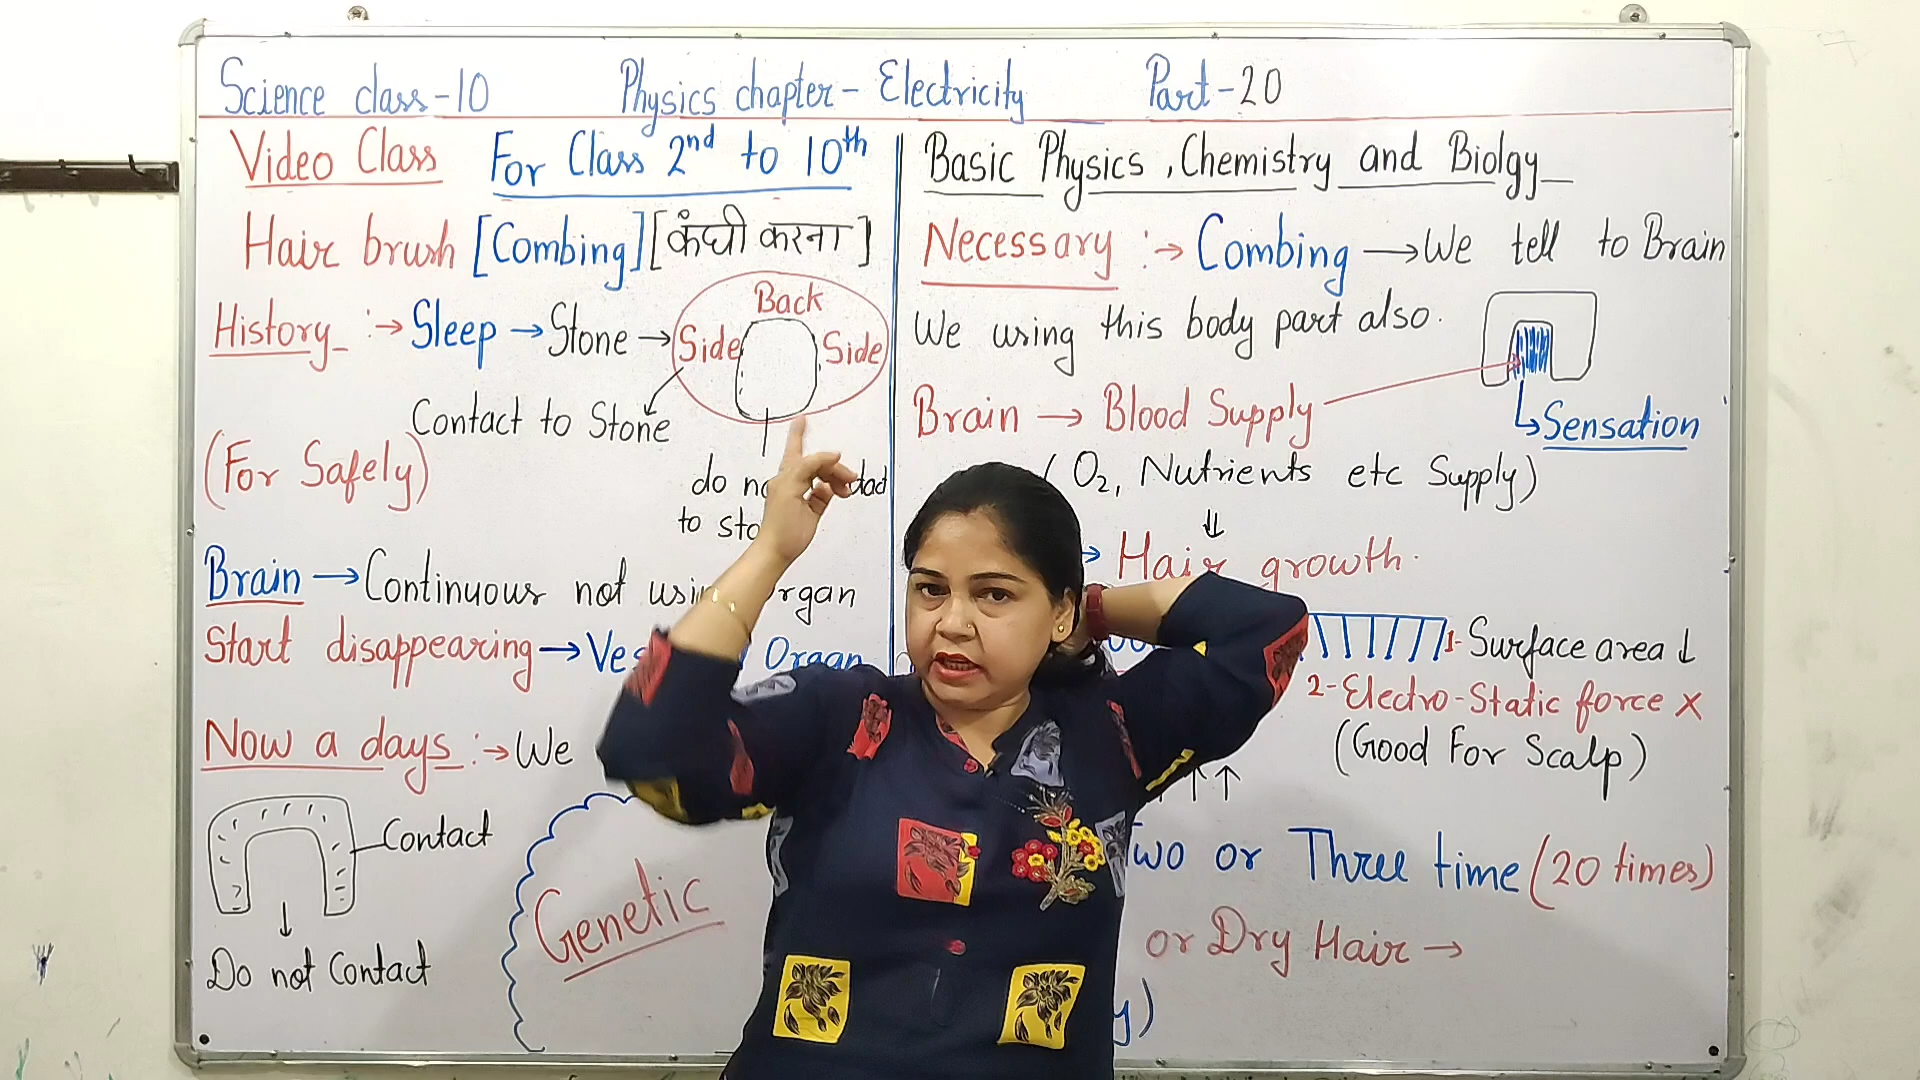 Science class-10 Physics chapter- Electricity Part-20
Video Class For Class 2nd to 10th
Hair brush [Combing] [कंघी करना]
History :→ Sleep → Stone →
Back
Side Side
Contact to Stone
(For Safely)
do
to
Brain → Continuous not using organ
Start disappearing → Organ
Now a days :→ We
Contact
Do not Contact
Genetic
Basic Physics , Chemistry and Biolgy
Necessary :→ Combing → We tell to Brain
We using this body part also.
Brain → Blood Supply
Sensation
(O2, Nutrients etc Supply)
Hair growth.
1- Surface area ↓
2- Electro-Static force ×
(Good For Scalp)
Two or Three time (20 times)
or Dry Hair →